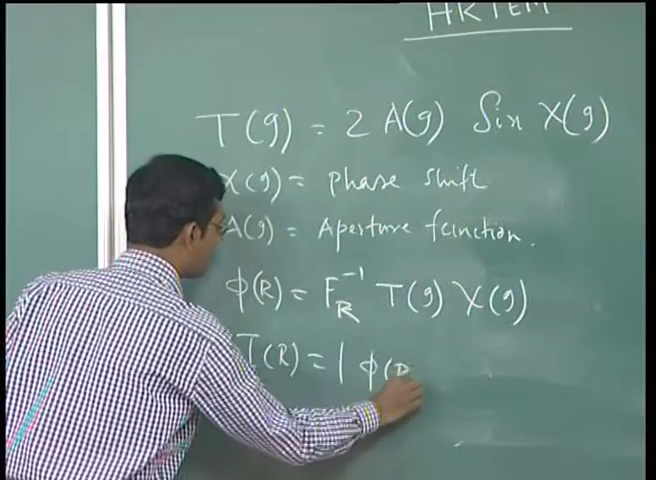 HRTEM
T(g) = 2 A(g) Sin X(g)
X(g) = phase shift
A(g) = Aperture function.
ϕ(R) = F_R^-1 T(g) X(g)
T(R) = | ϕ(R